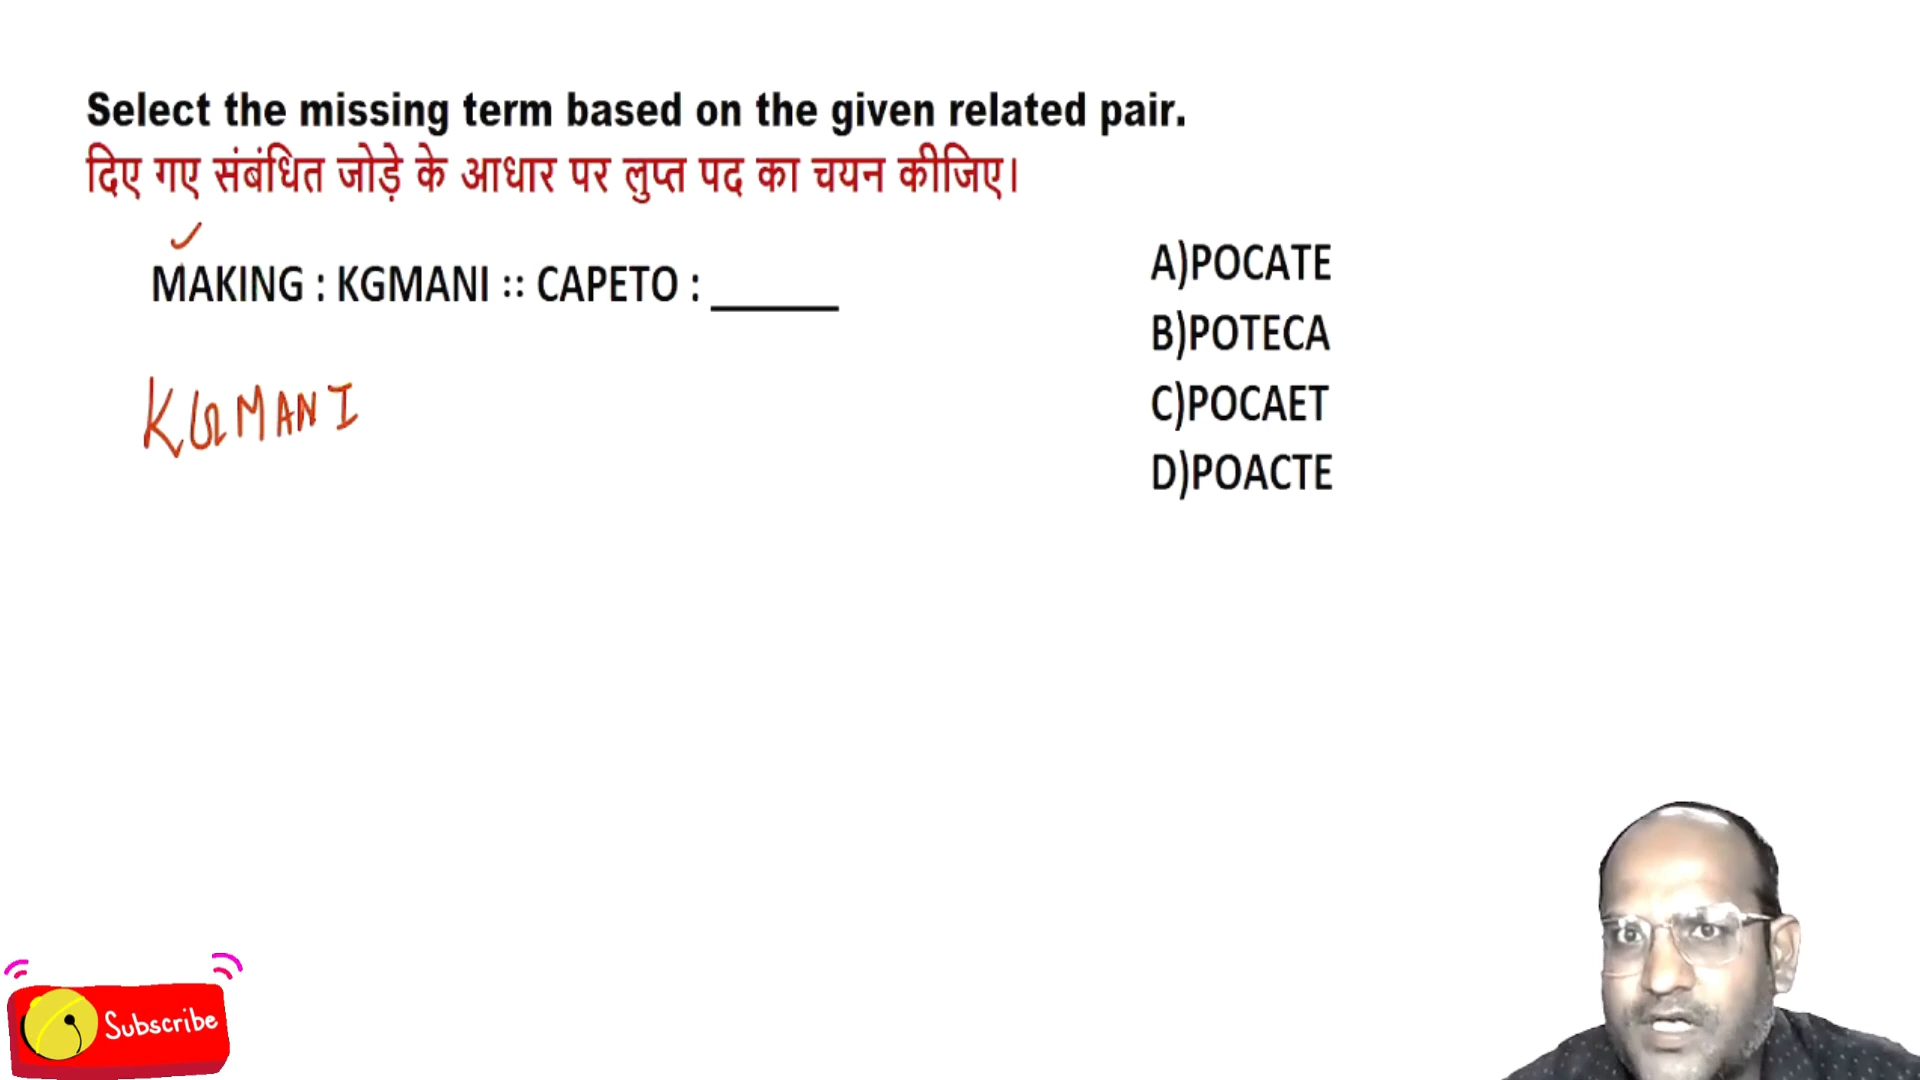 Select the missing term based on the given related pair.
दिए गए संबंधित जोड़े के आधार पर लुप्त पद का चयन कीजिए।
MAKING : KGMANI :: CAPETO : ______
A)POCATE
B)POTECA
C)POCAET
D)POACTE
KGMANI
Subscribe